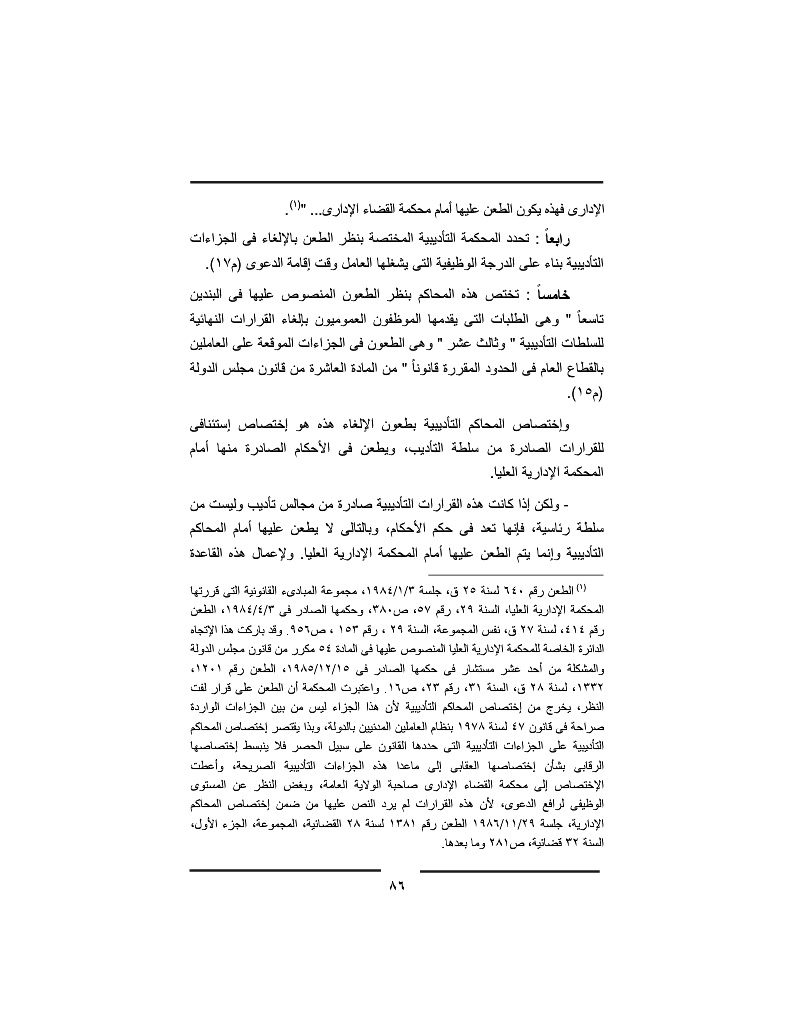 الإدارى فهذه يكون الطعن عليها أمام محكمة القضاء الإدارى... "(١).
رابعاً : تحدد المحكمة التأديبية المختصة بنظر الطعن بالإلغاء فى الجزاءات
التأديبية بناء على الدرجة الوظيفية التى يشغلها العامل وقت إقامة الدعوى (م١٧).
خامساً : تختص هذه المحاكم بنظر الطعون المنصوص عليها فى البندين
تاسعاً " وهى الطلبات التى يقدمها الموظفون العموميون بإلغاء القرارات النهائية
للسلطات التأديبية " وثالث عشر " وهى الطعون فى الجزاءات الموقعة على العاملين
بالقطاع العام فى الحدود المقررة قانوناً " من المادة العاشرة من قانون مجلس الدولة
(م١٥).
وإختصاص المحاكم التأديبية بطعون الإلغاء هذه هو إختصاص إستئنافى
للقرارات الصادرة من سلطة التأديب، ويطعن فى الأحكام الصادرة منها أمام
المحكمة الإدارية العليا.
- ولكن إذا كانت هذه القرارات التأديبية صادرة من مجالس تأديب وليست من
سلطة رئاسية، فإنها تعد فى حكم الأحكام، وبالتالى لا يطعن عليها أمام المحاكم
التأديبية وإنما يتم الطعن عليها أمام المحكمة الإدارية العليا. ولإعمال هذه القاعدة
(١) الطعن رقم ٦٤٠ لسنة ٢٥ ق، جلسة ١٩٨٤/١/٣، مجموعة المبادىء القانونية التى قررتها
المحكمة الإدارية العليا، السنة ٢٩، رقم ٥٧، ص٣٨٠، وحكمها الصادر فى ١٩٨٤/٤/٣، الطعن
رقم ٤١٤، لسنة ٢٧ ق، نفس المجموعة، السنة ٢٩ ، رقم ١٥٣ ، ص٩٥٦. وقد باركت هذا الإتجاه
الدائرة الخاصة للمحكمة الإدارية العليا المنصوص عليها فى المادة ٥٤ مكرر من قانون مجلس الدولة
والمشكلة من أحد عشر مستشار فى حكمها الصادر فى ١٩٨٥/١٢/١٥، الطعن رقم ١٢٠١،
١٣٣٢، لسنة ٢٨ ق، السنة ٣١، رقم ٢٣، ص١٦. واعتبرت المحكمة أن الطعن على قرار لفت
النظر، يخرج من إختصاص المحاكم التأديبية لأن هذا الجزاء ليس من بين الجزاءات الواردة
صراحة فى قانون ٤٧ لسنة ١٩٧٨ بنظام العاملين المدنيين بالدولة، وبذا يقتصر إختصاص المحاكم
التأديبية على الجزاءات التأديبية التى حددها القانون على سبيل الحصر فلا ينبسط إختصاصها
الرقابى بشأن إختصاصها العقابى إلى ماعدا هذه الجزاءات التأديبية الصريحة، وأعطت
الإختصاص إلى محكمة القضاء الإدارى صاحبة الولاية العامة، وبغض النظر عن المستوى
الوظيفى لرافع الدعوى، لأن هذه القرارات لم يرد النص عليها من ضمن إختصاص المحاكم
الإدارية، جلسة ١٩٨٦/١١/٢٩ الطعن رقم ١٣٨١ لسنة ٢٨ القضائية، المجموعة، الجزء الأول،
السنة ٣٢ قضائية، ص٢٨١ وما بعدها.
٨٦